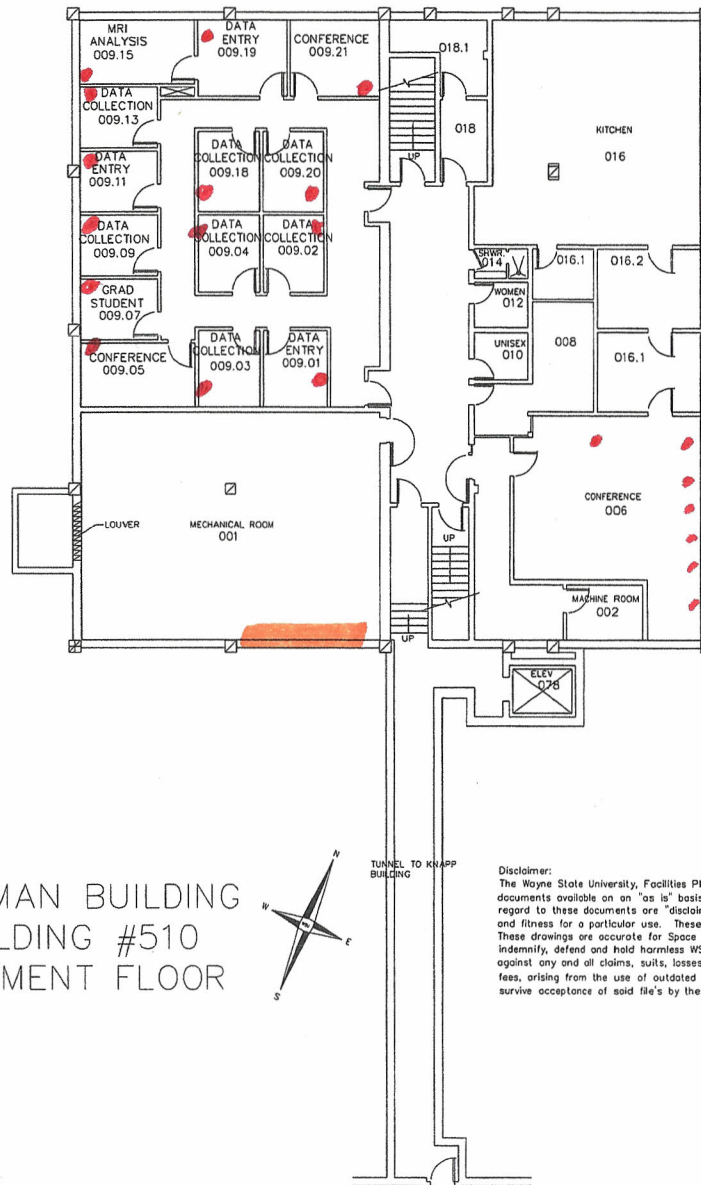 MRI
ANALYSIS
009.15
DATA
ENTRY
009.19
CONFERENCE
009.21
018.1
DATA
COLLECTION
009.13
018
KITCHEN
016
UP
DATA
ENTRY
009.11
DATA
COLLECTION
009.18
DATA
COLLECTION
009.20
DATA
COLLECTION
009.09
DATA
COLLECTION
009.04
DATA
COLLECTION
009.02
SHWR.
014
016.1
016.2
GRAD
STUDENT
009.07
WOMEN
012
CONFERENCE
009.05
DATA
COLLECTION
009.03
DATA
ENTRY
009.01
UNISEX
010
008
016.1
LOUVER
MECHANICAL ROOM
001
CONFERENCE
006
UP
MACHINE ROOM
002
UP
ELEV
078
TUNNEL TO KNAPP
BUILDING
N
W
E
S
MAN BUILDING
LDING #510
MENT FLOOR
Disclaimer:
The Wayne State University, Facilities Pl
documents available on an "as is" basis
regard to these documents are "disclaim
and fitness for a particular use. These
These drawings are accurate for Space
indemnify, defend and hold harmless WS
against any and all claims, suits, losses
fees, arising from the use of outdated
survive acceptance of said file's by the